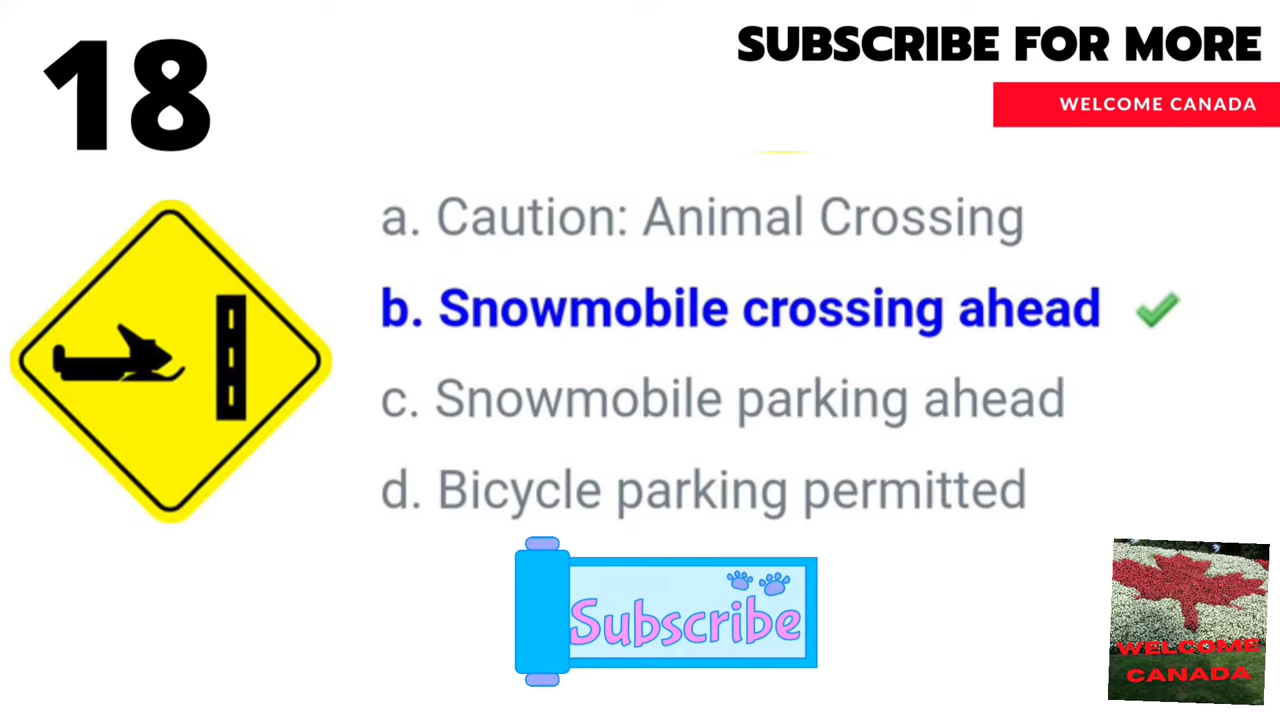 18
SUBSCRIBE FOR MORE
WELCOME CANADA
a. Caution: Animal Crossing
b. Snowmobile crossing ahead
c. Snowmobile parking ahead
d. Bicycle parking permitted
Subscribe
WELCOME
CANADA